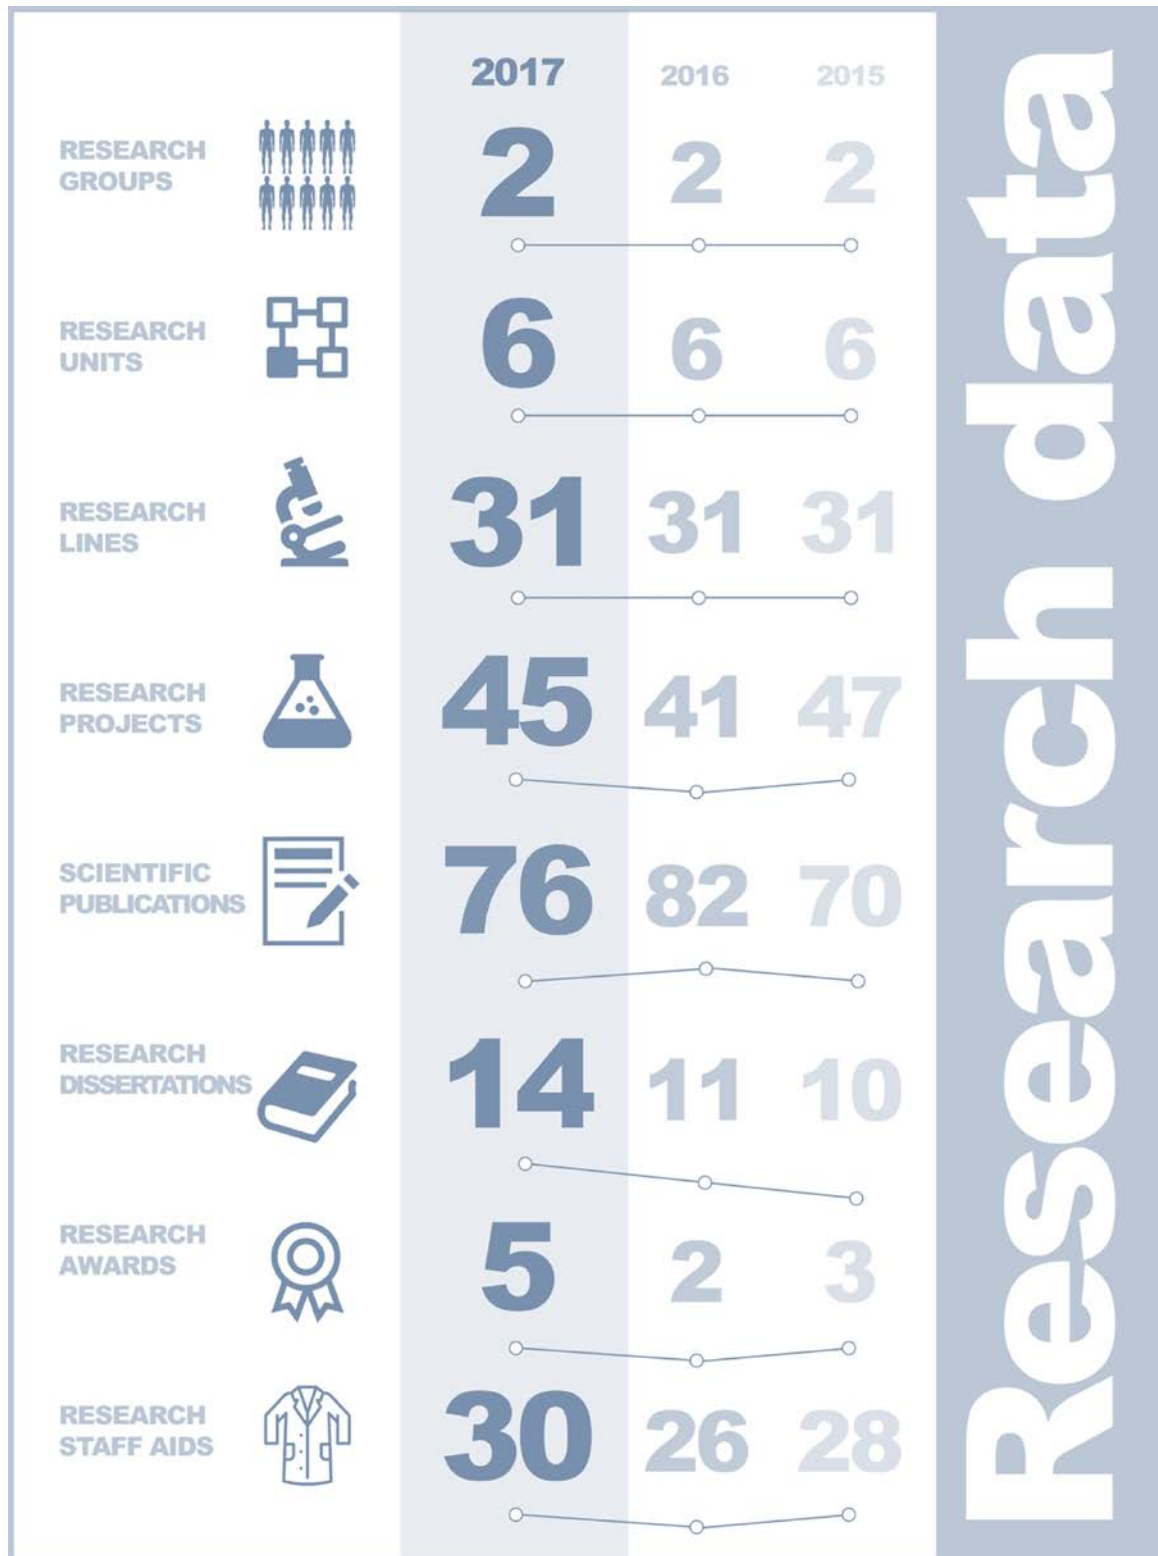 2017 2016 2015
RESEARCH
GROUPS
2 2 2
RESEARCH
UNITS
6 6 6
RESEARCH
LINES
31 31 31
RESEARCH
PROJECTS
45 41 47
SCIENTIFIC
PUBLICATIONS
76 82 70
RESEARCH
DISSERTATIONS
14 11 10
RESEARCH
AWARDS
5 2 3
RESEARCH
STAFF AIDS
30 26 28
Research data